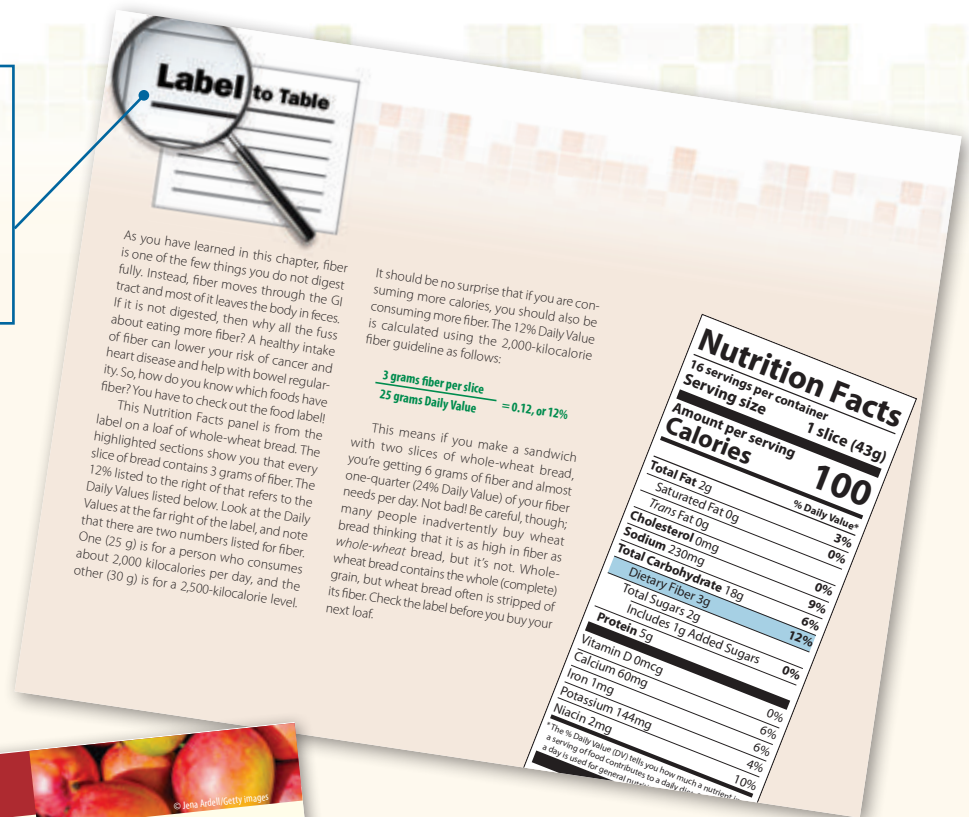 Label to Table
As you have learned in this chapter, fiber
is one of the few things you do not digest
fully. Instead, fiber moves through the GI
tract and most of it leaves the body in feces.
If it is not digested, then why all the fuss
about eating more fiber? A healthy intake
of fiber can lower your risk of cancer and
heart disease and help with bowel regular-
ity. So, how do you know which foods have
fiber? You have to check out the food label!
This Nutrition Facts panel is from the
label on a loaf of whole-wheat bread. The
highlighted sections show you that every
slice of bread contains 3 grams of fiber. The
12% listed to the right of that refers to the
Daily Values listed below. Look at the Daily
Values at the far right of the label, and note
that there are two numbers listed for fiber.
One (25 g) is for a person who consumes
about 2,000 kilocalories per day, and the
other (30 g) is for a 2,500-kilocalorie level.
It should be no surprise that if you are con-
suming more calories, you should also be
consuming more fiber. The 12% Daily Value
is calculated using the 2,000-kilocalorie
fiber guideline as follows:
3 grams fiber per slice
25 grams Daily Value = 0.12, or 12%
This means if you make a sandwich
with two slices of whole-wheat bread,
you're getting 6 grams of fiber and almost
one-quarter (24% Daily Value) of your fiber
needs per day. Not bad! Be careful, though;
many people inadvertently buy wheat
bread thinking that it is as high in fiber as
whole-wheat bread, but it's not. Whole-
wheat bread contains the whole (complete)
grain, but wheat bread often is stripped of
its fiber. Check the label before you buy your
next loaf.
Nutrition Facts
16 servings per container
Serving size 1 slice (43g)
Amount per serving
Calories 100
% Daily Value*
Total Fat 2g 3%
Saturated Fat 0g 0%
Trans Fat 0g
Cholesterol 0mg 0%
Sodium 230mg 9%
Total Carbohydrate 18g 6%
Dietary Fiber 3g 12%
Total Sugars 2g
Includes 1g Added Sugars 0%
Protein 5g
Vitamin D 0mcg 0%
Calcium 60mg 6%
Iron 1mg 6%
Potassium 144mg 4%
Niacin 2mg 10%
* The % Daily Value (DV) tells you how much a nutrient in
a serving of food contributes to a daily
a day is used for general
© Jena Ardell/Getty images